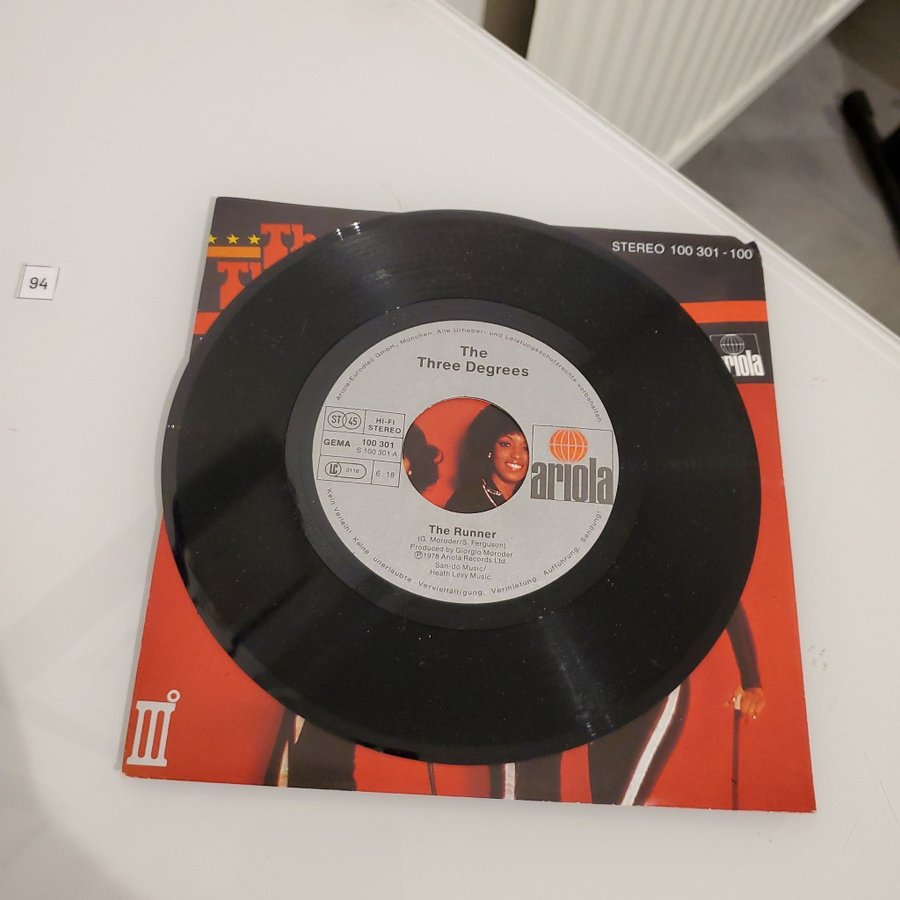 94
Th
Th
STEREO 100 301 - 100
ariola
Ariola-Eurodisc GmbH, München. Alle Urheber- und Leistungsschutzrechte vorbehalten.
The
Three Degrees
ST 45
HI-FI
STEREO
GEMA 100 301
S 100 301 A
LC 0116
6.18
ariola
The Runner
(G. Moroder/S. Ferguson)
Produced by Giorgio Moroder
Ⓟ1978 Ariola Records Ltd.
San-do Music/
Heath Levy Music
Kein Verleih! Keine unerlaubte Vervielfältigung, Vermietung, Aufführung, Sendung!
III°